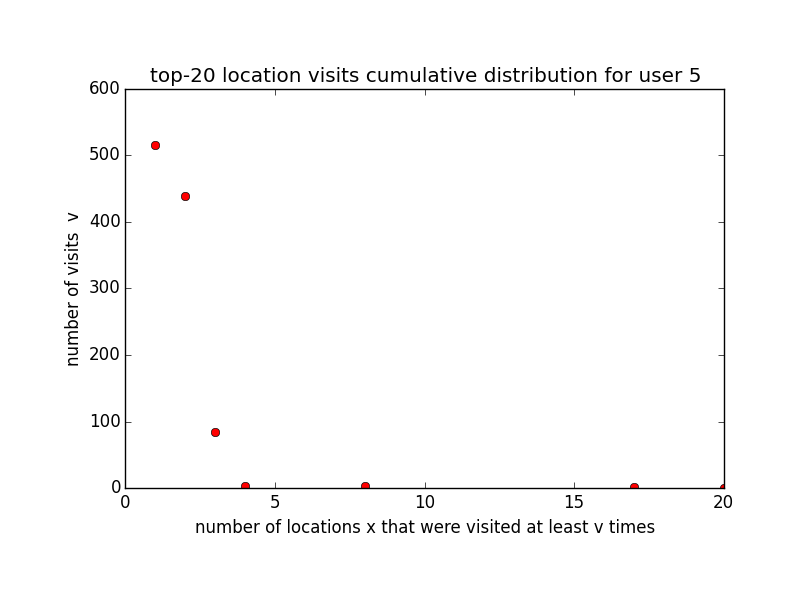 top-20 location visits cumulative distribution for user 5
600
500
400
300
200
100
0
number of visits  v
0 5 10 15 20
number of locations x that were visited at least v times